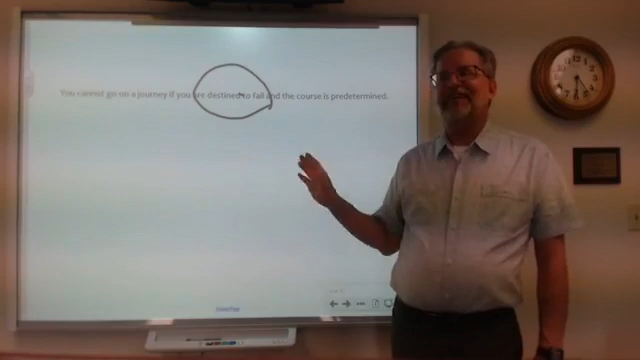 You cannot go on a journey if you are destined to fail and the course is predetermined.